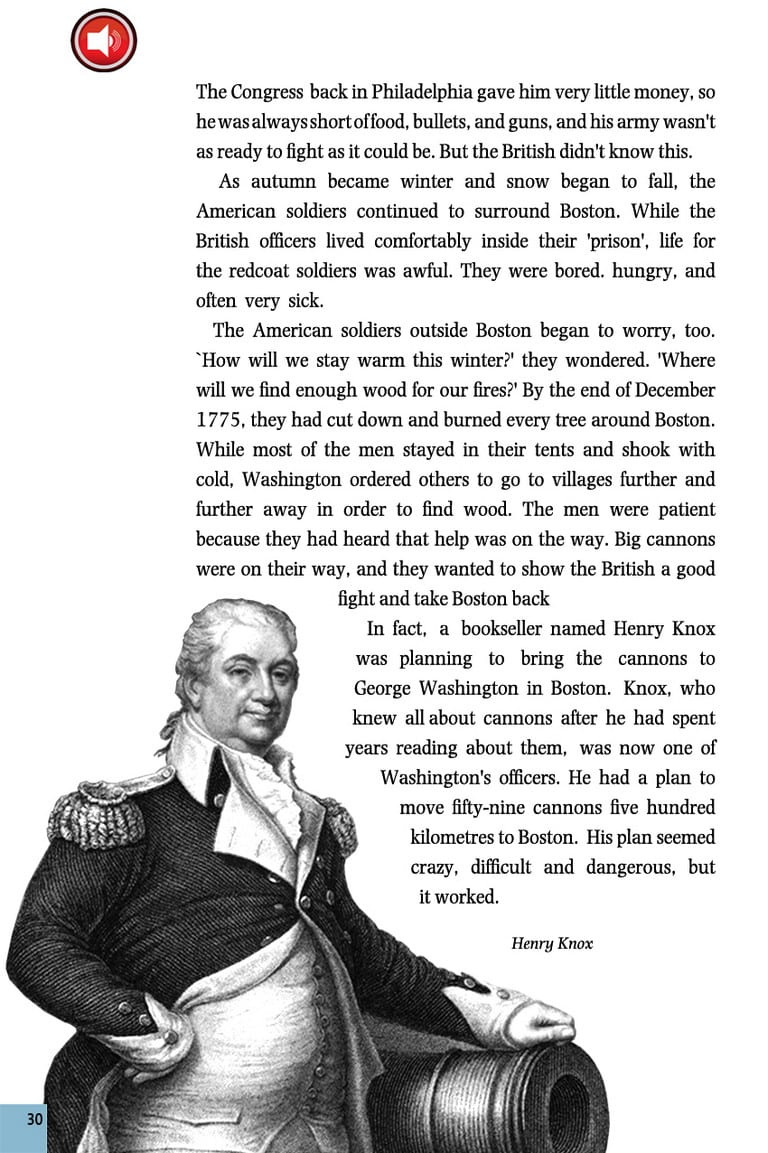 The Congress back in Philadelphia gave him very little money, so
he was always short of food, bullets, and guns, and his army wasn't
as ready to fight as it could be. But the British didn't know this.
As autumn became winter and snow began to fall, the
American soldiers continued to surround Boston. While the
British officers lived comfortably inside their 'prison', life for
the redcoat soldiers was awful. They were bored. hungry, and
often very sick.
The American soldiers outside Boston began to worry, too.
`How will we stay warm this winter?' they wondered. 'Where
will we find enough wood for our fires?' By the end of December
1775, they had cut down and burned every tree around Boston.
While most of the men stayed in their tents and shook with
cold, Washington ordered others to go to villages further and
further away in order to find wood. The men were patient
because they had heard that help was on the way. Big cannons
were on their way, and they wanted to show the British a good
fight and take Boston back
In fact, a bookseller named Henry Knox
was planning to bring the cannons to
George Washington in Boston. Knox, who
knew all about cannons after he had spent
years reading about them, was now one of
Washington's officers. He had a plan to
move fifty-nine cannons five hundred
kilometres to Boston. His plan seemed
crazy, difficult and dangerous, but
it worked.
Henry Knox
30